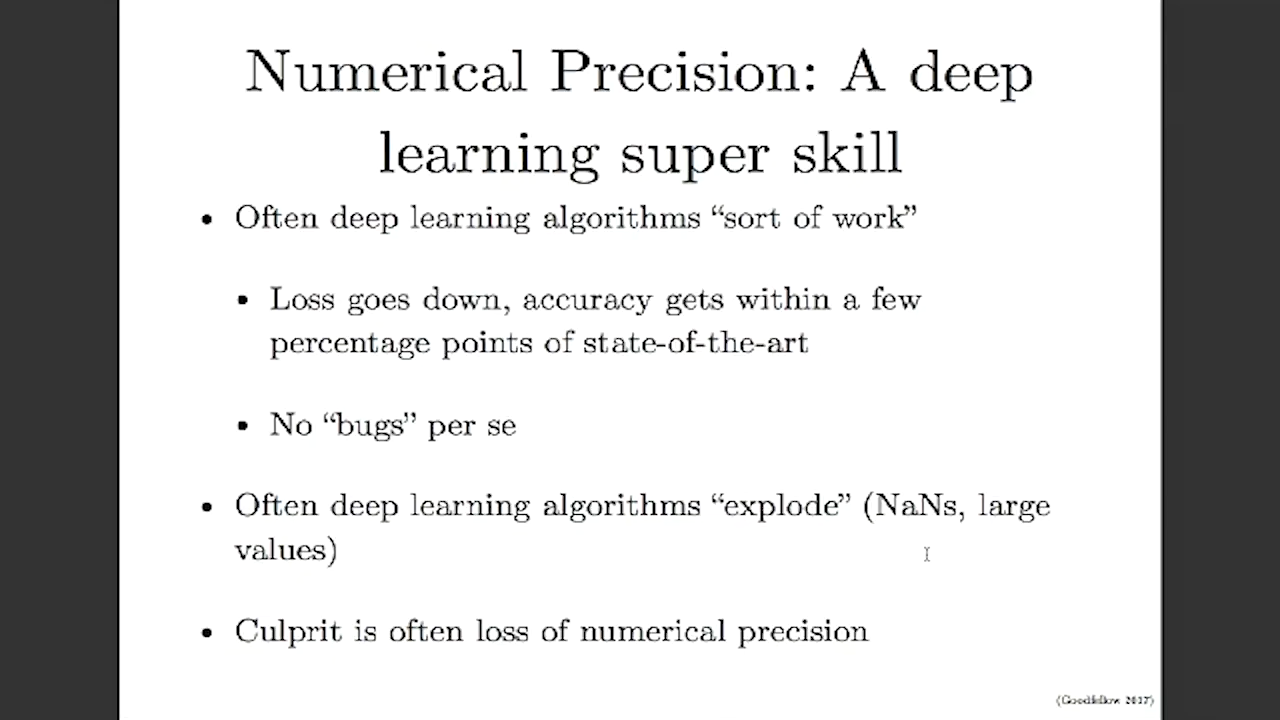 Numerical Precision: A deep
learning super skill
• Often deep learning algorithms “sort of work”
• Loss goes down, accuracy gets within a few
percentage points of state-of-the-art
• No “bugs” per se
• Often deep learning algorithms “explode” (NaNs, large
values)
• Culprit is often loss of numerical precision
(Goodfellow 2017)